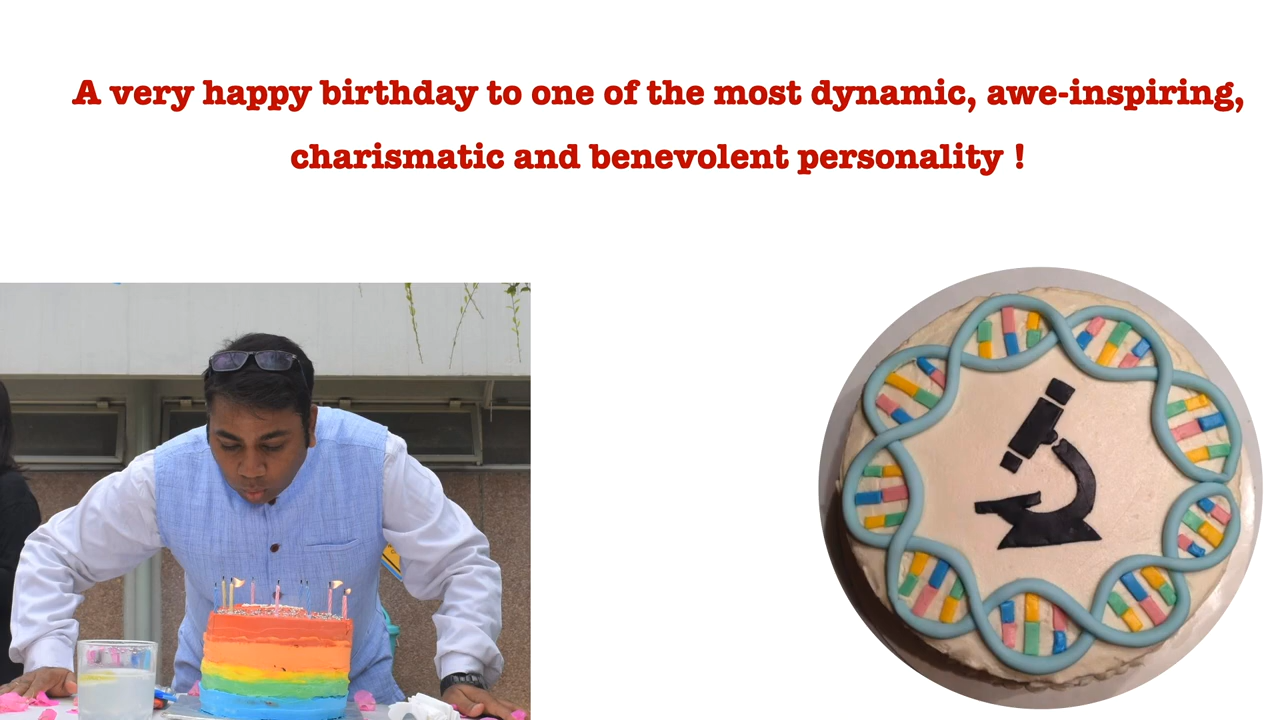 A very happy birthday to one of the most dynamic, awe-inspiring,
charismatic and benevolent personality !